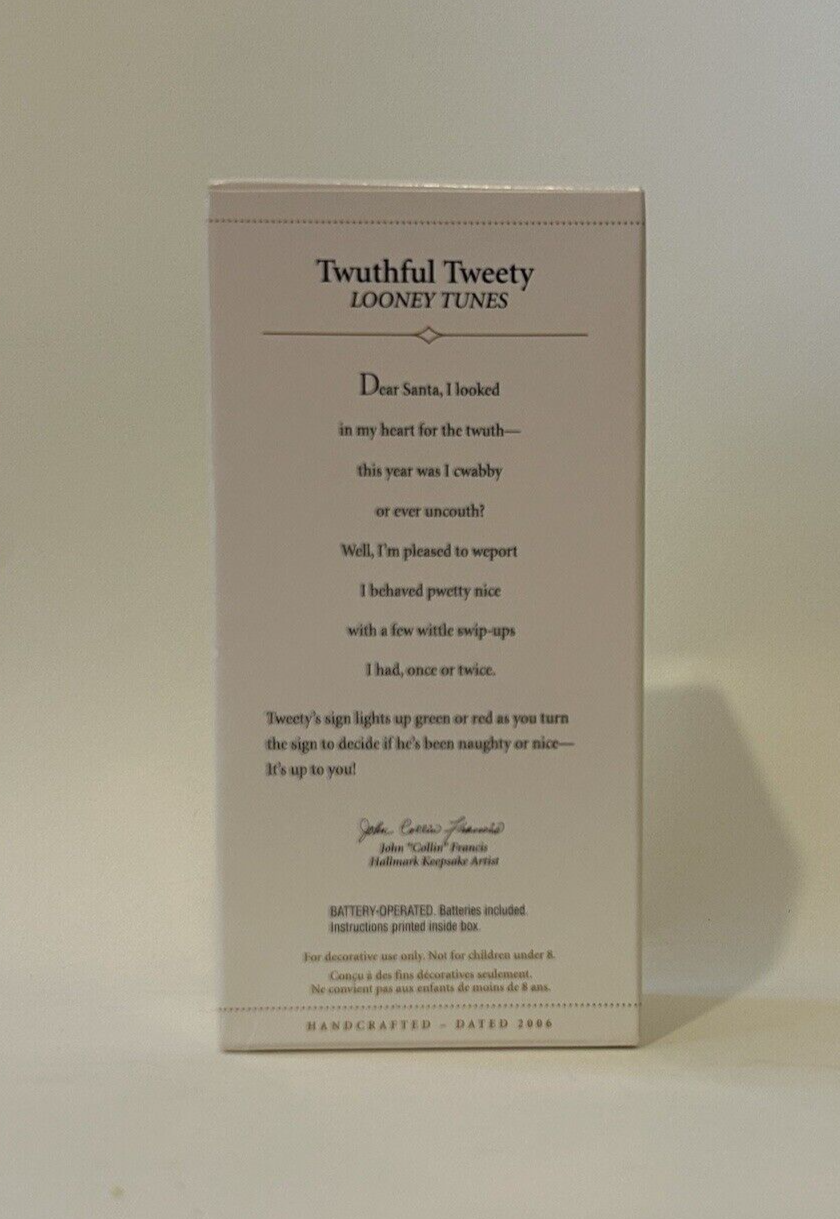 Twuthful Tweety
LOONEY TUNES
Dear Santa, I looked
in my heart for the twuth—
this year was I cwabby
or ever uncouth?
Well, I'm pleased to weport
I behaved pwetty nice
with a few wittle swip-ups
I had, once or twice.
Tweety's sign lights up green or red as you turn
the sign to decide if he's been naughty or nice—
It's up to you!
John Collin Francis
John "Collin" Francis
Hallmark Keepsake Artist
BATTERY-OPERATED. Batteries included.
Instructions printed inside box.
For decorative use only. Not for children under 8.
Conçu à des fins décoratives seulement.
Ne convient pas aux enfants de moins de 8 ans.
HANDCRAFTED – DATED 2006